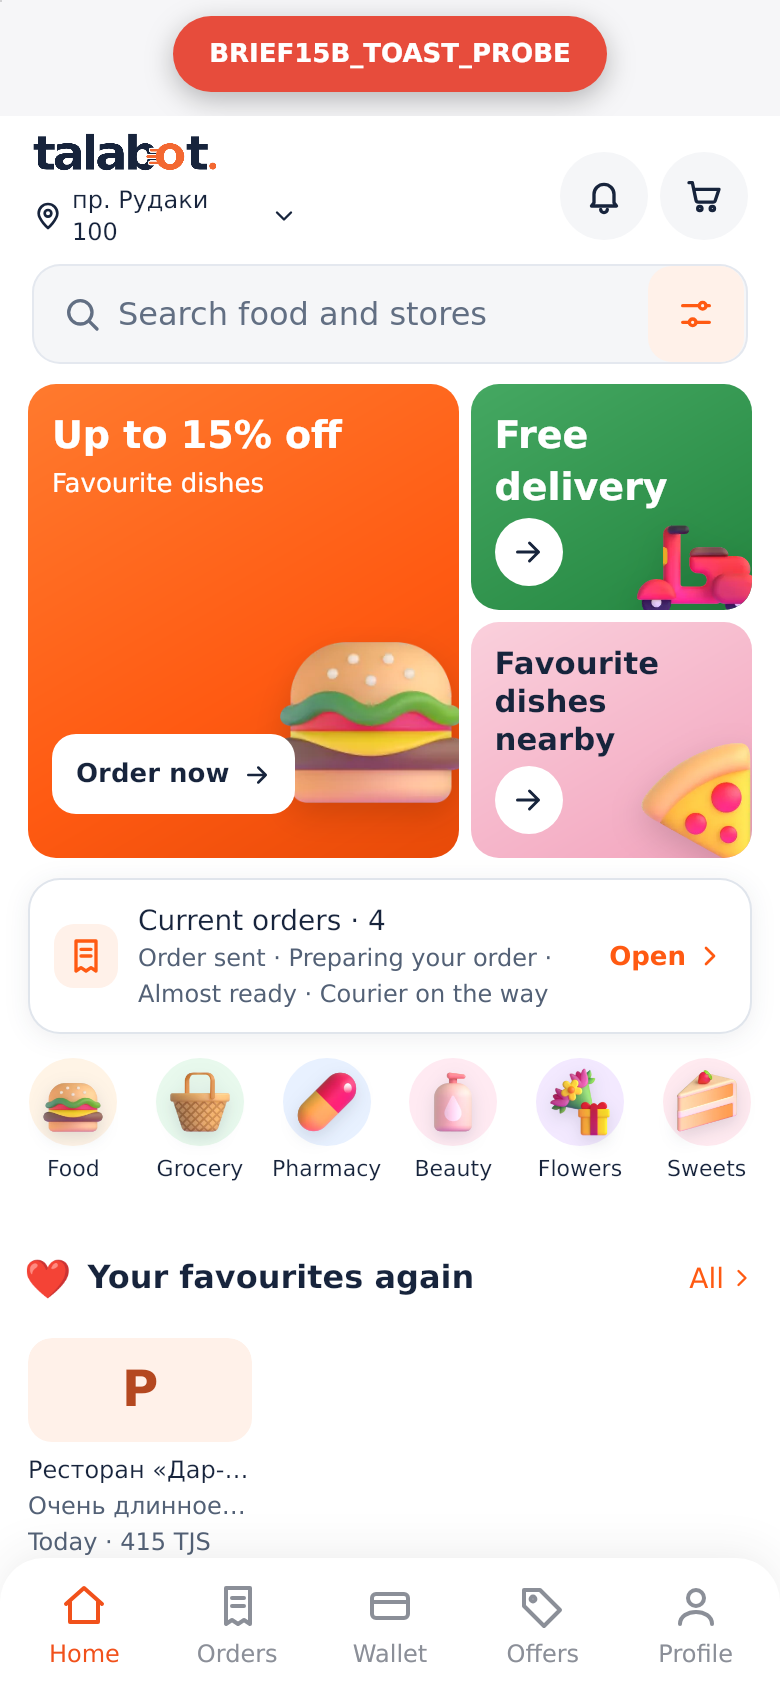 BRIEF15B_TOAST_PROBE
talabot.
пр. Рудаки
100
Search food and stores
Up to 15% off
Favourite dishes
Order now
Free
delivery
Favourite
dishes
nearby
Current orders · 4
Order sent · Preparing your order ·
Almost ready · Courier on the way
Open
Food
Grocery
Pharmacy
Beauty
Flowers
Sweets
Your favourites again
All
Р
Ресторан «Дар-…
Очень длинное…
Today · 415 TJS
Home
Orders
Wallet
Offers
Profile